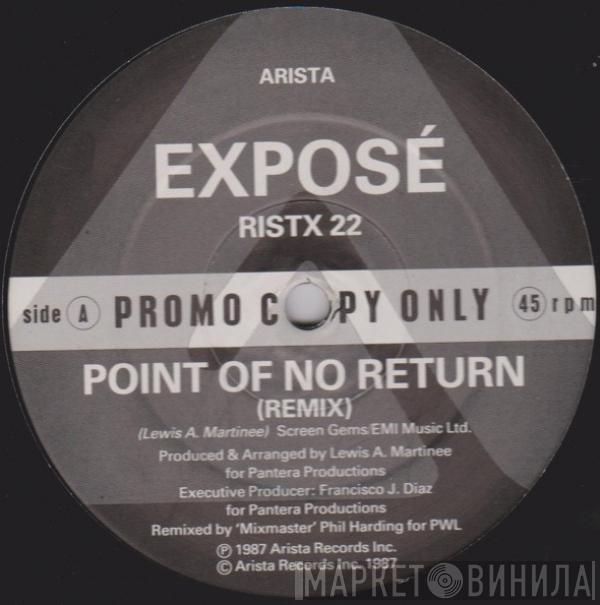 ARISTA
EXPOSÉ
RISTX 22
side A PROMO COPY ONLY 45 rpm
POINT OF NO RETURN
(REMIX)
(Lewis A. Martinee) Screen Gems/EMI Music Ltd.
Produced & Arranged by Lewis A. Martinee
for Pantera Productions
Executive Producer: Francisco J. Diaz
for Pantera Productions
Remixed by 'Mixmaster' Phil Harding for PWL
Ⓟ 1987 Arista Records Inc.
© Arista Records Inc. 1987
МАРКЕТ ВИНИЛА